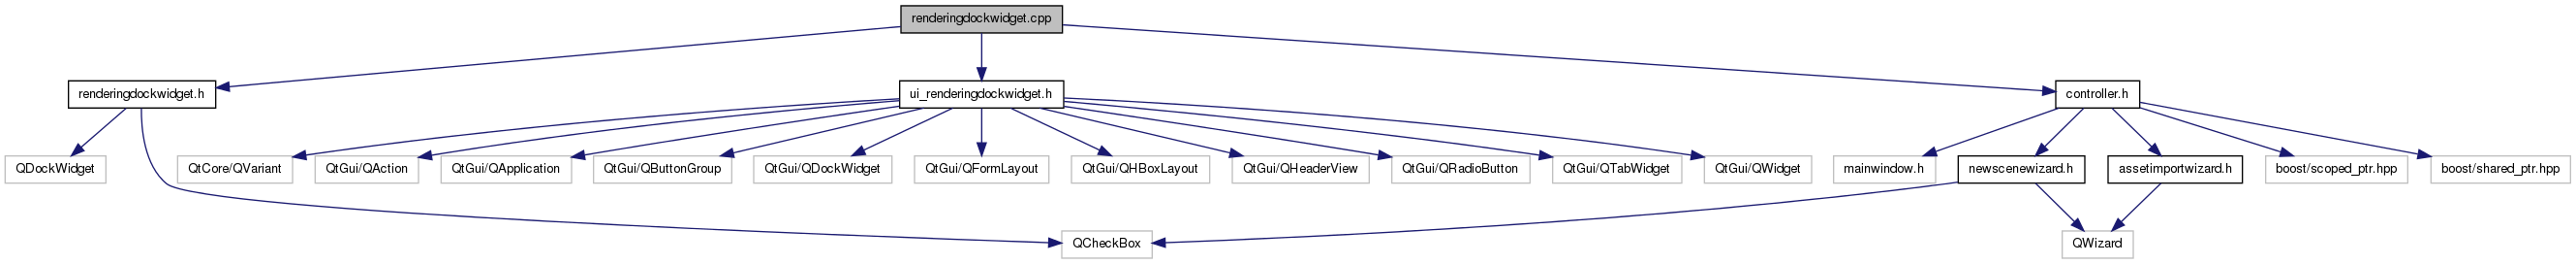 renderingdockwidget.cpp
renderingdockwidget.h
ui_renderingdockwidget.h
controller.h
QDockWidget
QtCore/QVariant
QtGui/QAction
QtGui/QApplication
QtGui/QButtonGroup
QtGui/QDockWidget
QtGui/QFormLayout
QtGui/QHBoxLayout
QtGui/QHeaderView
QtGui/QRadioButton
QtGui/QTabWidget
QtGui/QWidget
mainwindow.h
newscenewizard.h
assetimportwizard.h
boost/scoped_ptr.hpp
boost/shared_ptr.hpp
QCheckBox
QWizard